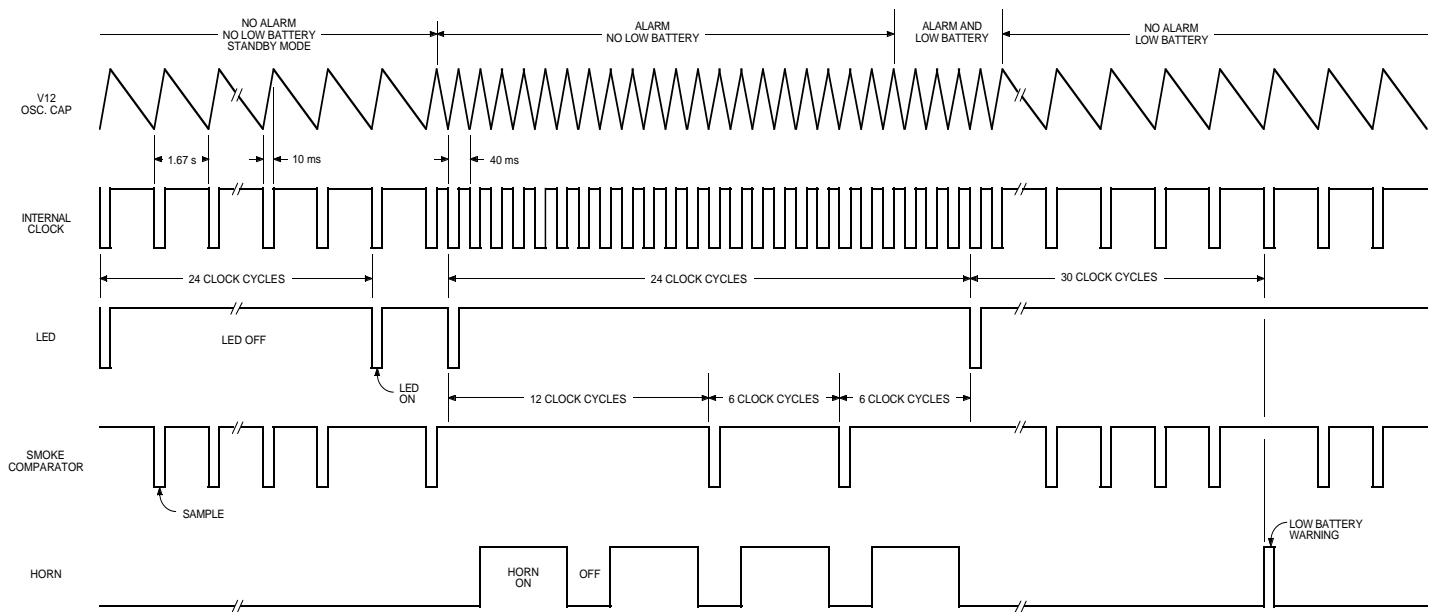 NO ALARM
NO LOW BATTERY
STANDBY MODE
ALARM
NO LOW BATTERY
ALARM AND
LOW BATTERY
NO ALARM
LOW BATTERY
V12
OSC. CAP
1.67 s
10 ms
40 ms
INTERNAL
CLOCK
24 CLOCK CYCLES
24 CLOCK CYCLES
30 CLOCK CYCLES
LED
LED OFF
LED
ON
12 CLOCK CYCLES
6 CLOCK CYCLES
6 CLOCK CYCLES
SMOKE
COMPARATOR
SAMPLE
LOW BATTERY
WARNING
HORN
HORN
ON
OFF